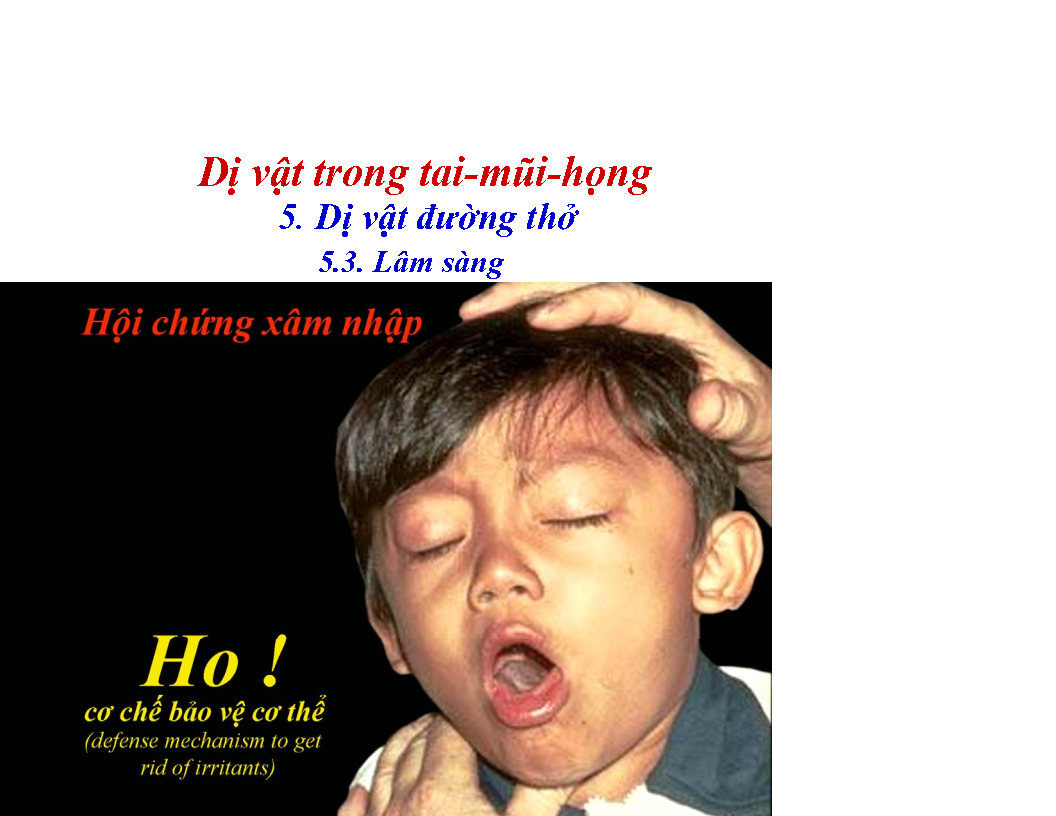 Dị vật trong tai-mũi-họng
5. Dị vật đường thở
5.3. Lâm sàng
Hội chứng xâm nhập
Ho !
cơ chế bảo vệ cơ thể
(defense mechanism to get
rid of irritants)